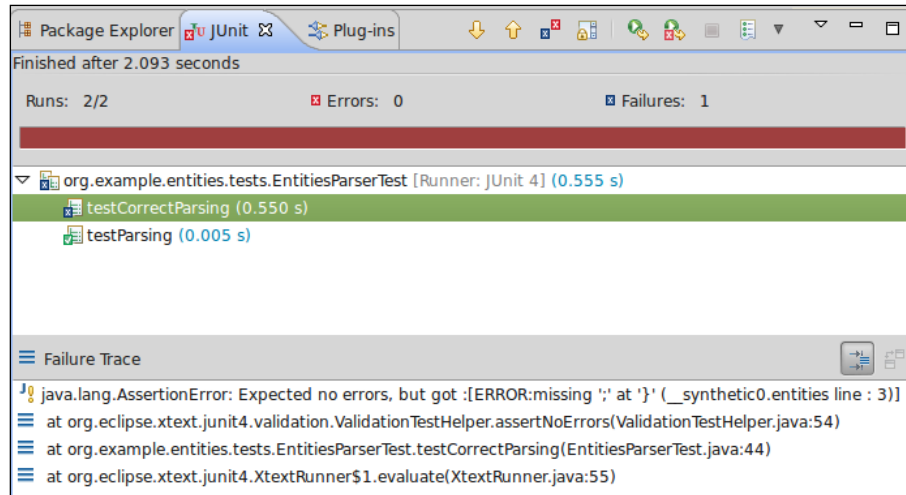 Package Explorer JUnit Plug-ins
Finished after 2.093 seconds
Runs: 2/2 Errors: 0 Failures: 1
org.example.entities.tests.EntitiesParserTest [Runner: JUnit 4] (0.555 s)
testCorrectParsing (0.550 s)
testParsing (0.005 s)
Failure Trace
java.lang.AssertionError: Expected no errors, but got :[ERROR:missing ';' at '}' (__synthetic0.entities line : 3)]
at org.eclipse.xtext.junit4.validation.ValidationTestHelper.assertNoErrors(ValidationTestHelper.java:54)
at org.example.entities.tests.EntitiesParserTest.testCorrectParsing(EntitiesParserTest.java:44)
at org.eclipse.xtext.junit4.XtextRunner$1.evaluate(XtextRunner.java:55)